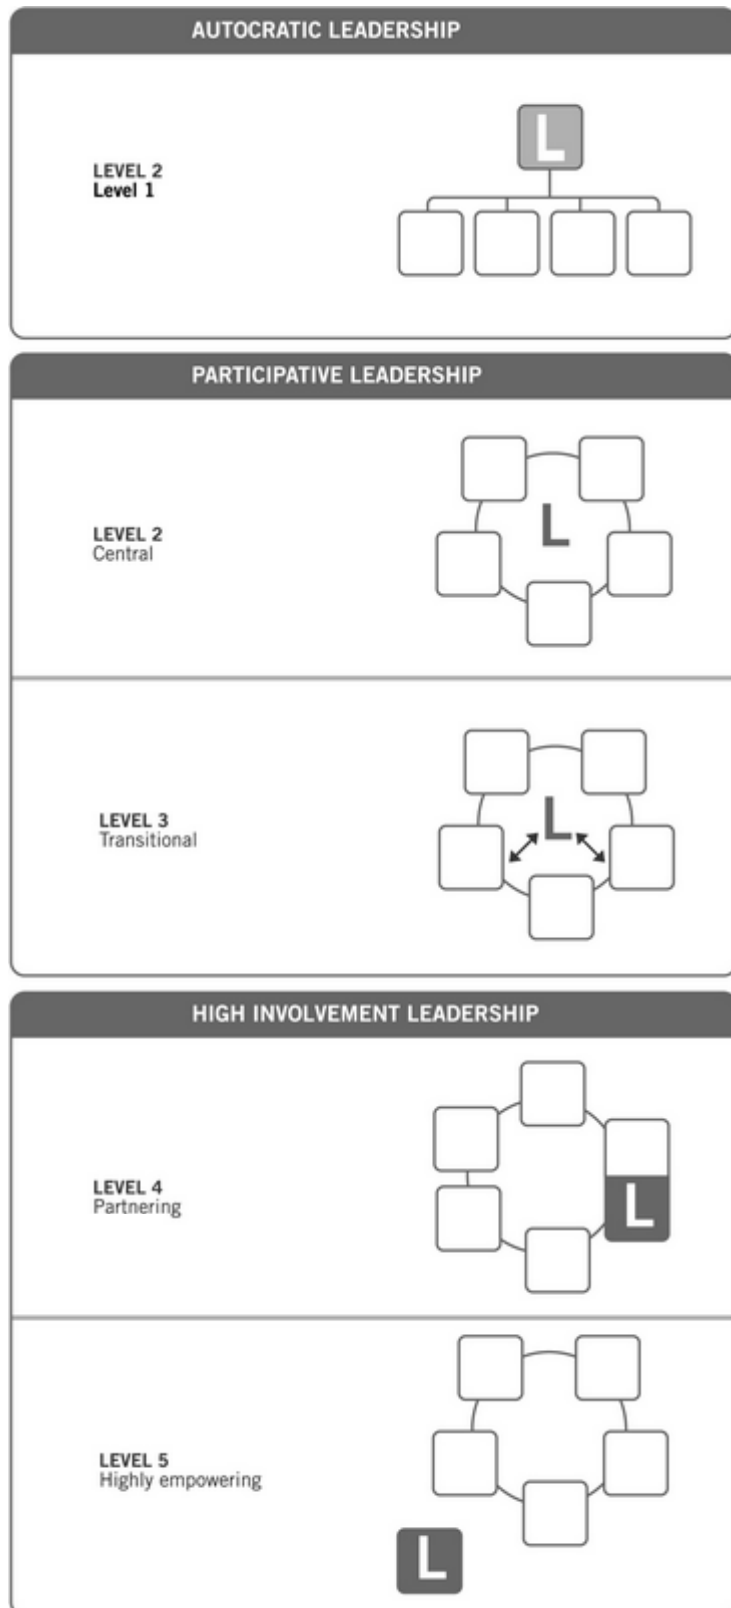 AUTOCRATIC LEADERSHIP
L
LEVEL 2
Level 1
PARTICIPATIVE LEADERSHIP
LEVEL 2
Central
L
LEVEL 3
Transitional
L
HIGH INVOLVEMENT LEADERSHIP
LEVEL 4
Partnering
L
LEVEL 5
Highly empowering
L